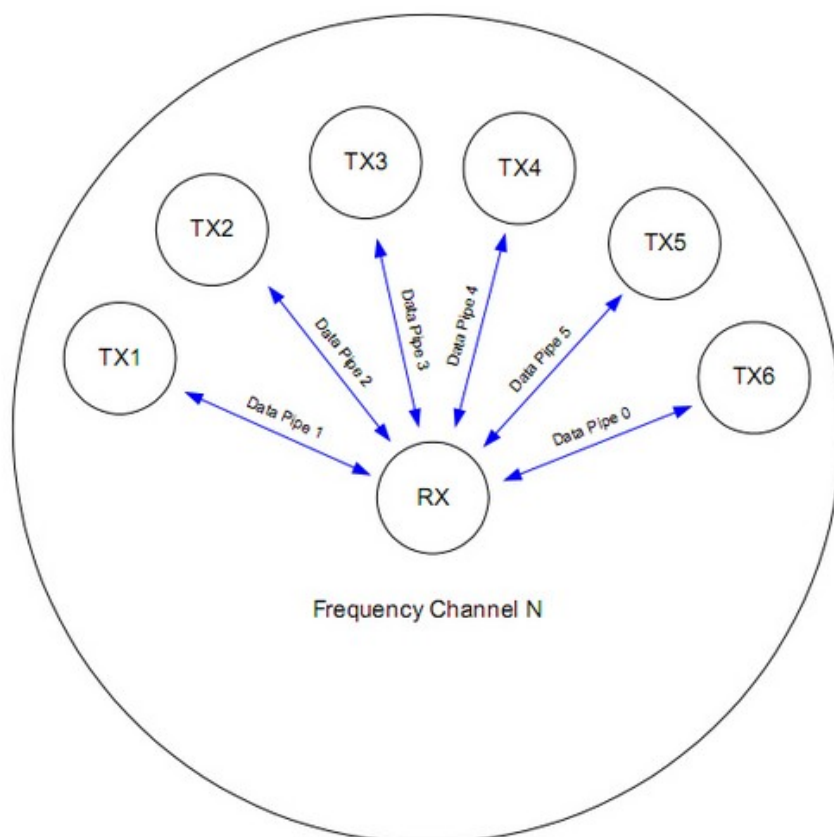 TX3
TX4
TX2
TX5
TX1
TX6
Data Pipe 1
Data Pipe 2
Data Pipe 3
Data Pipe 4
Data Pipe 5
Data Pipe 0
RX
Frequency Channel N